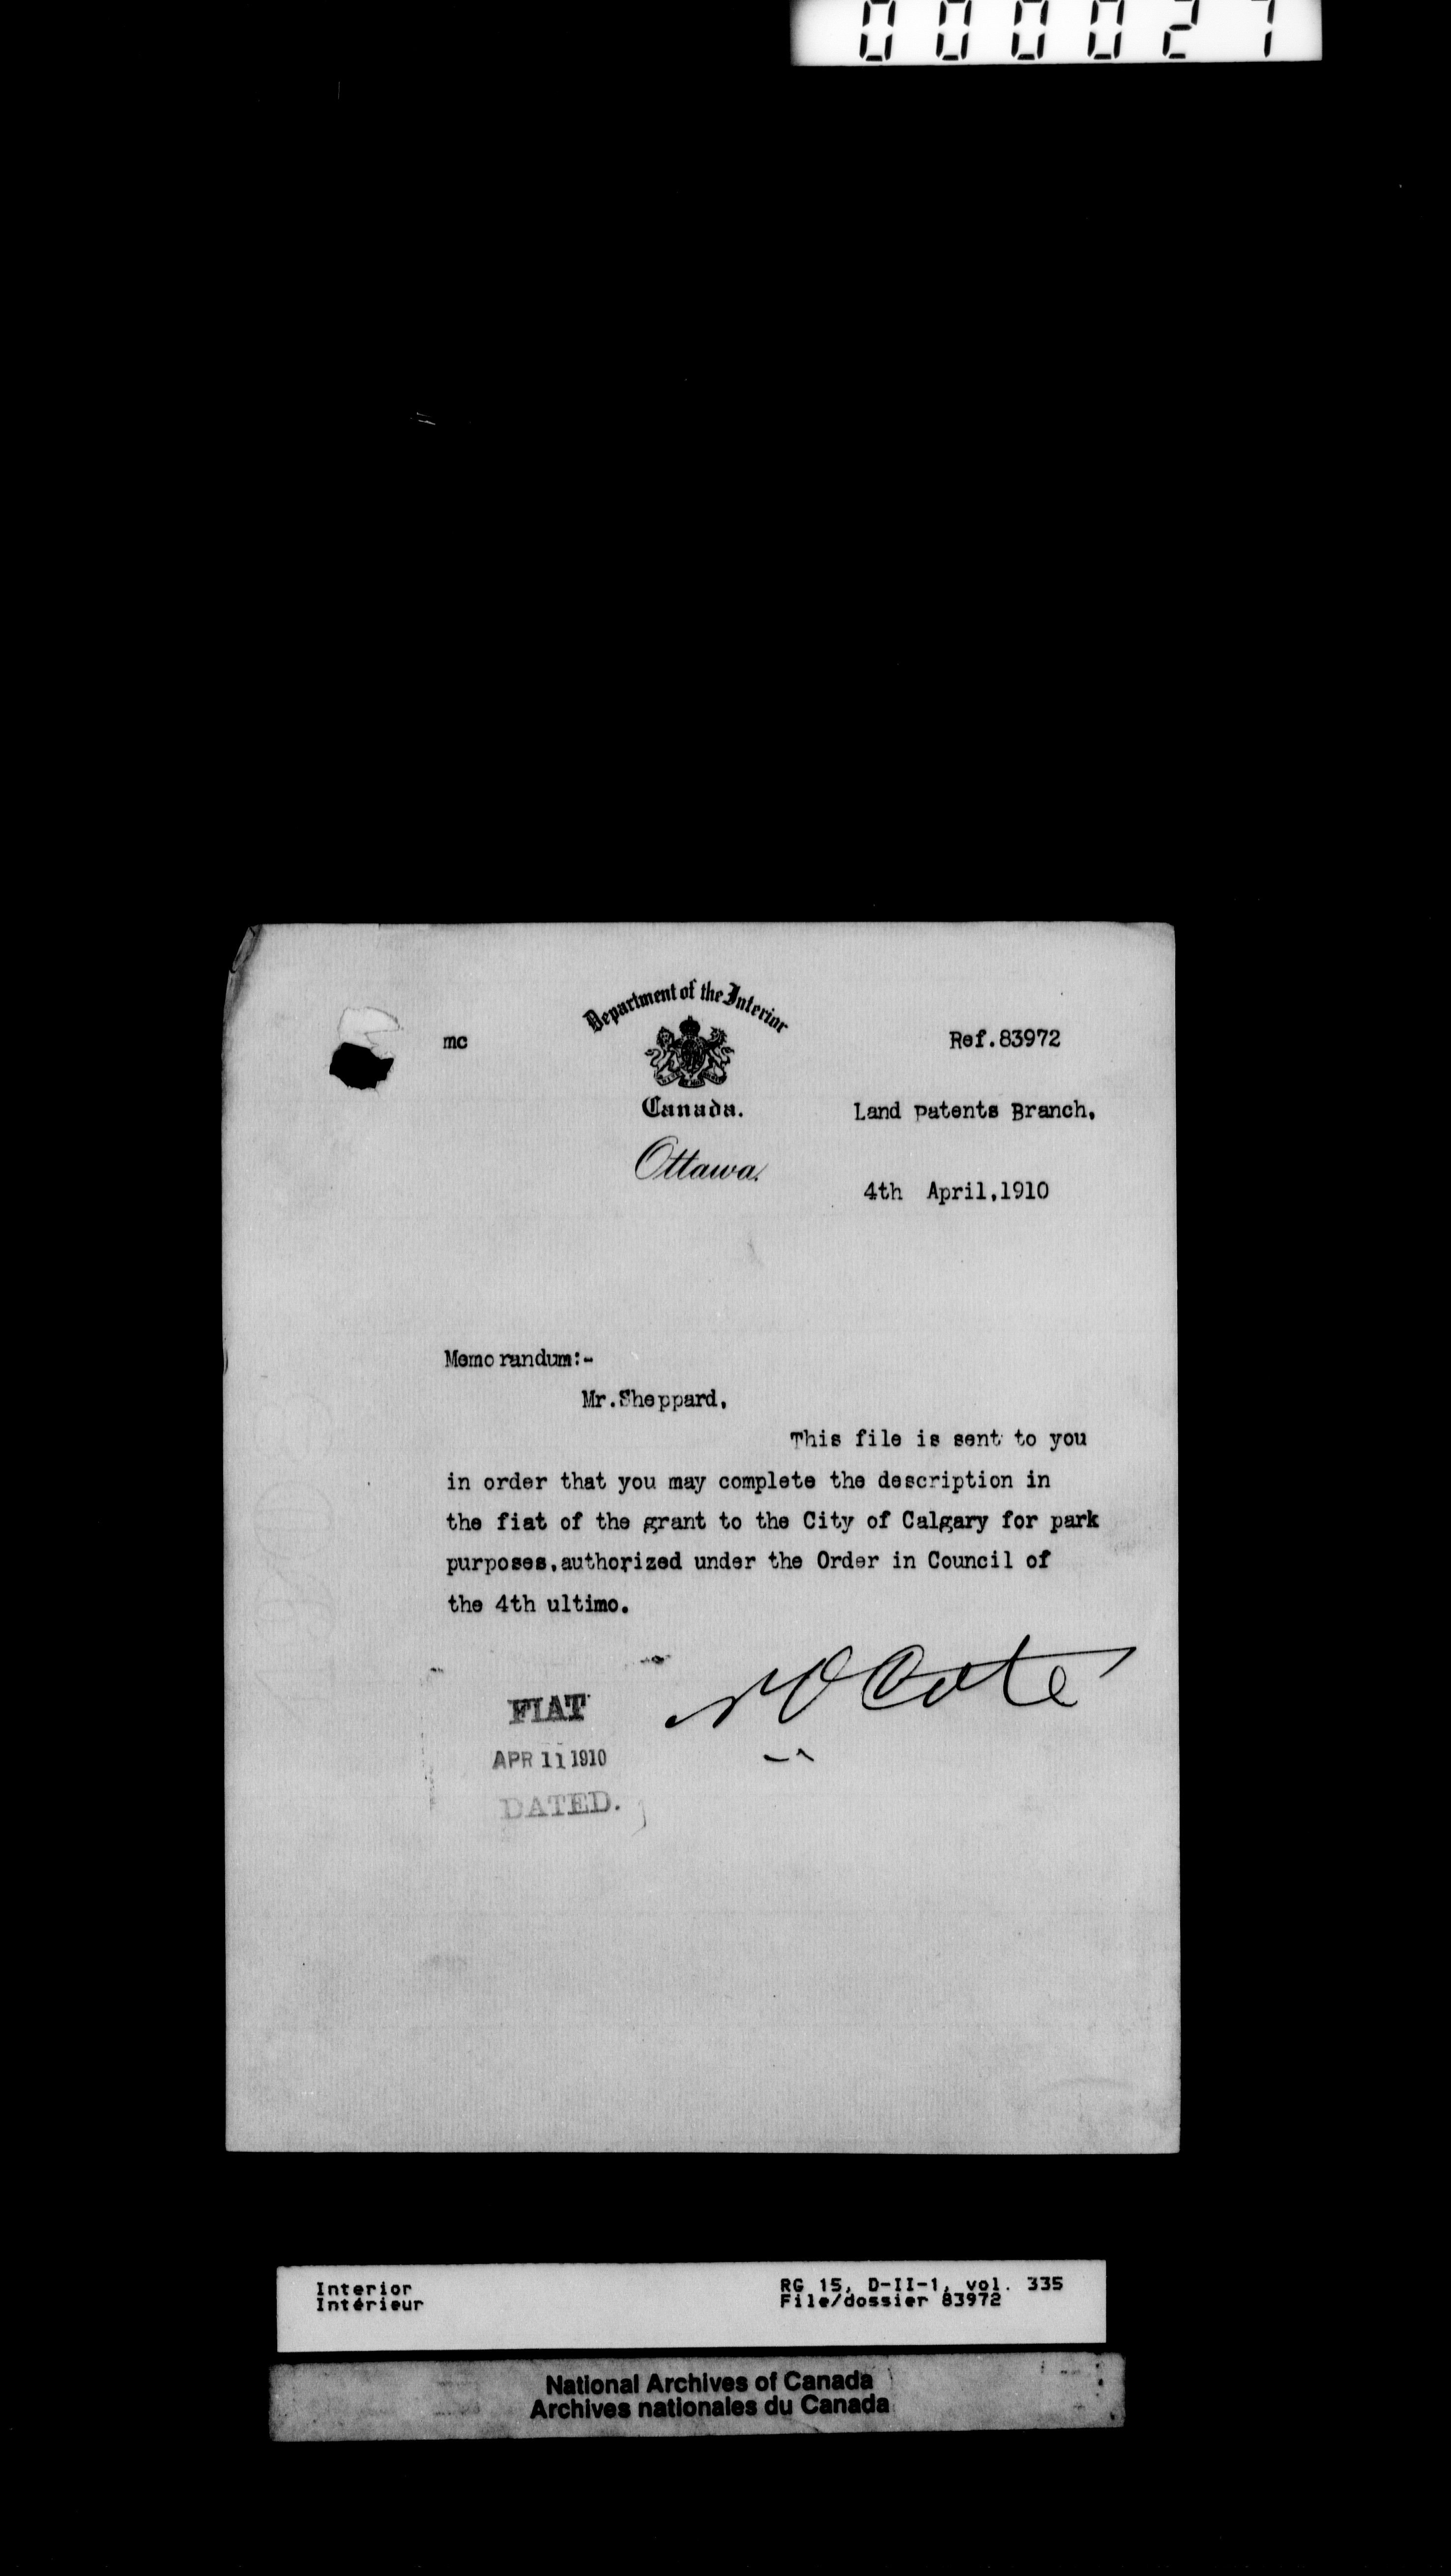 000027
Department of the Interior
mc
Ref.83972
Canada.
Land Patents Branch,
Ottawa,
4th April,1910
Memorandum:-
Mr.Sheppard,
This file is sent to you
in order that you may complete the description in
the fiat of the grant to the City of Calgary for park
purposes,authorized under the Order in Council of
the 4th ultimo.
N O Cote
FIAT
APR 11 1910
DATED.
Interior
Intérieur
RG 15, D-II-1, vol. 335
File/dossier 83972
National Archives of Canada
Archives nationales du Canada